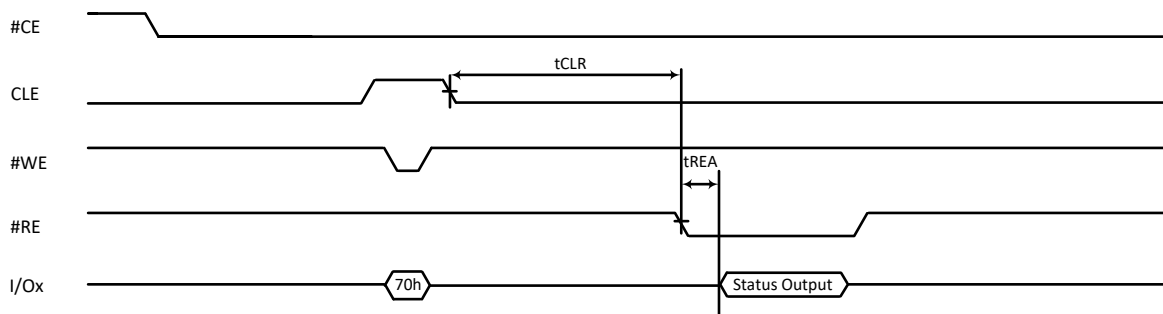 #CE
tCLR
CLE
#WE
tREA
#RE
I/Ox
70h
Status Output